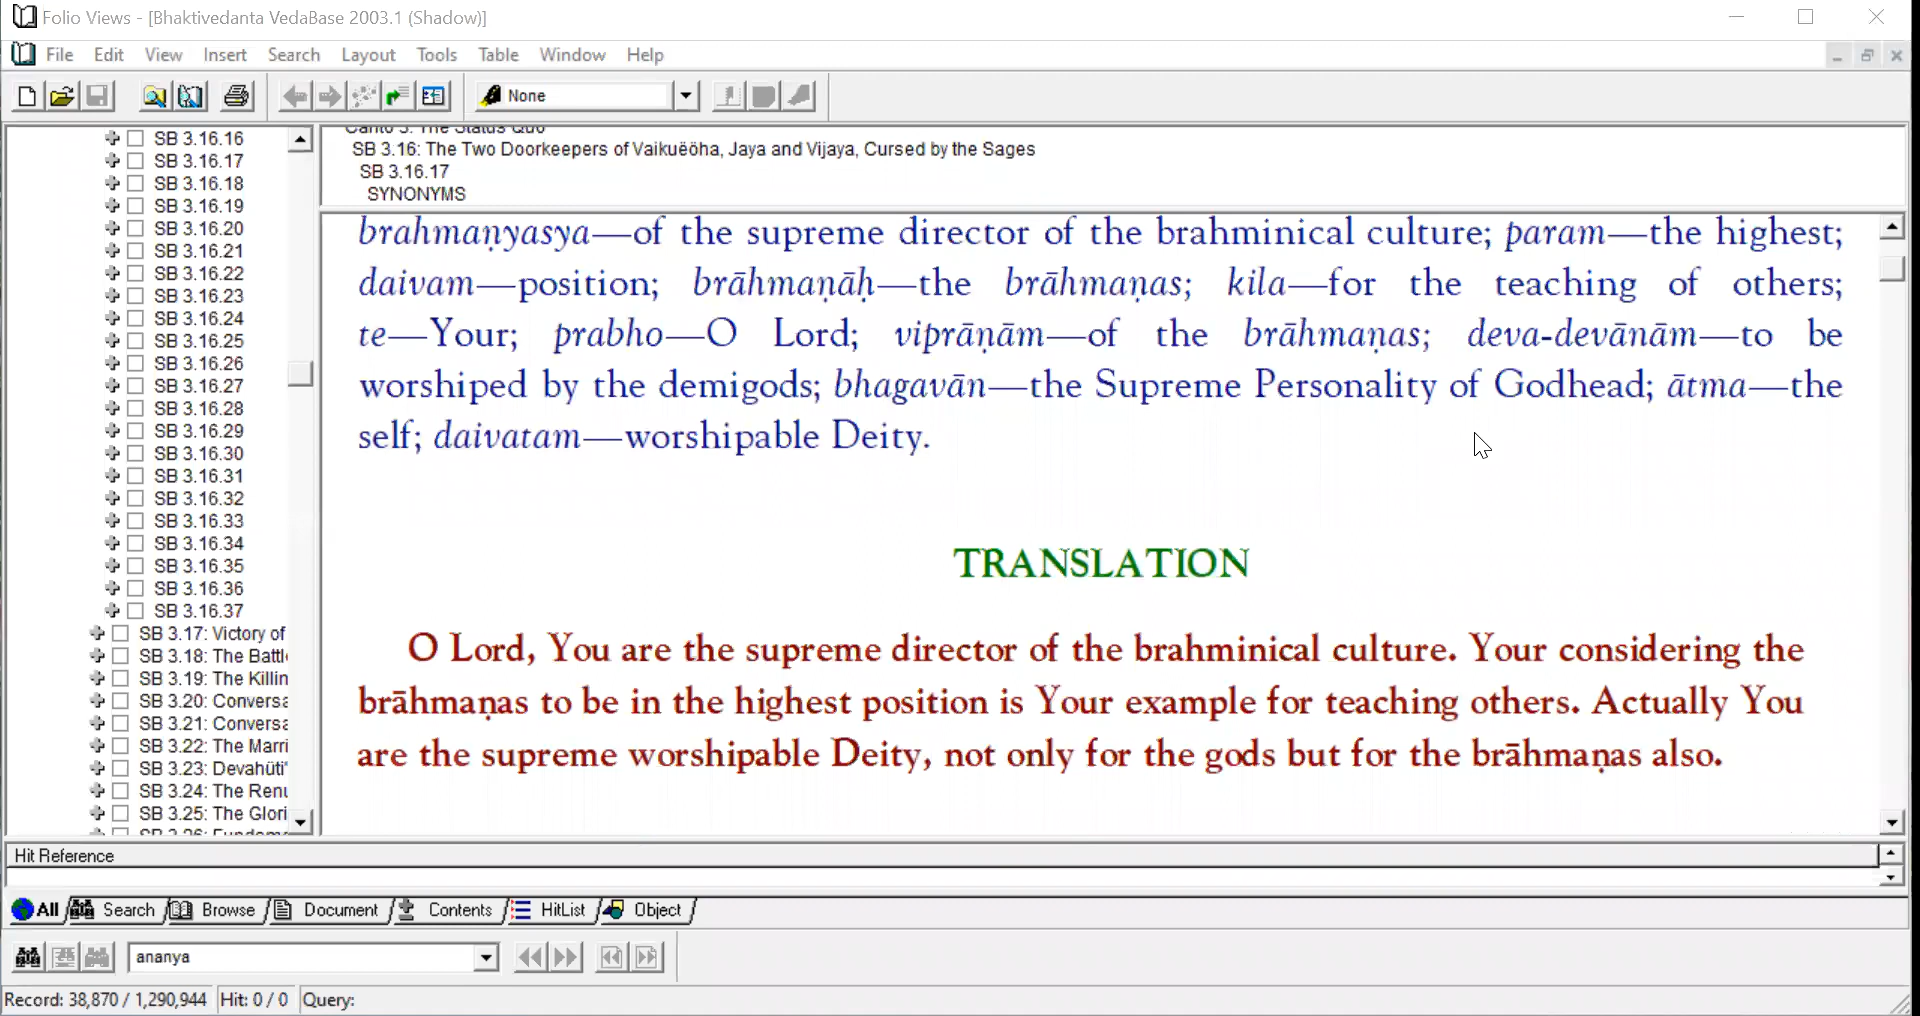 Folio Views - [Bhaktivedanta VedaBase 2003.1 (Shadow)]
File Edit View Insert Search Layout Tools Table Window Help
None
SB 3.16.16
SB 3.16.17
SB 3.16.18
SB 3.16.19
SB 3.16.20
SB 3.16.21
SB 3.16.22
SB 3.16.23
SB 3.16.24
SB 3.16.25
SB 3.16.26
SB 3.16.27
SB 3.16.28
SB 3.16.29
SB 3.16.30
SB 3.16.31
SB 3.16.32
SB 3.16.33
SB 3.16.34
SB 3.16.35
SB 3.16.36
SB 3.16.37
SB 3.17: Victory of
SB 3.18: The Battl
SB 3.19: The Killin
SB 3.20: Conversa
SB 3.21: Conversa
SB 3.22: The Marri
SB 3.23: Devahüti'
SB 3.24: The Renu
SB 3.25: The Glori
Canto 3: The Status Quo
SB 3.16: The Two Doorkeepers of Vaikuëöha, Jaya and Vijaya, Cursed by the Sages
SB 3.16.17
SYNONYMS
brahmaṇyasya—of the supreme director of the brahminical culture; param—the highest;
daivam—position; brāhmaṇāḥ—the brāhmaṇas; kila—for the teaching of others;
te—Your; prabho—O Lord; viprāṇām—of the brāhmaṇas; deva-devānām—to be
worshiped by the demigods; bhagavān—the Supreme Personality of Godhead; ātma—the
self; daivatam—worshipable Deity.
TRANSLATION
O Lord, You are the supreme director of the brahminical culture. Your considering the
brāhmaṇas to be in the highest position is Your example for teaching others. Actually You
are the supreme worshipable Deity, not only for the gods but for the brāhmaṇas also.
Hit Reference
All Search Browse Document Contents HitList Object
ananya
Record: 38,870 / 1,290,944 Hit: 0 / 0 Query: